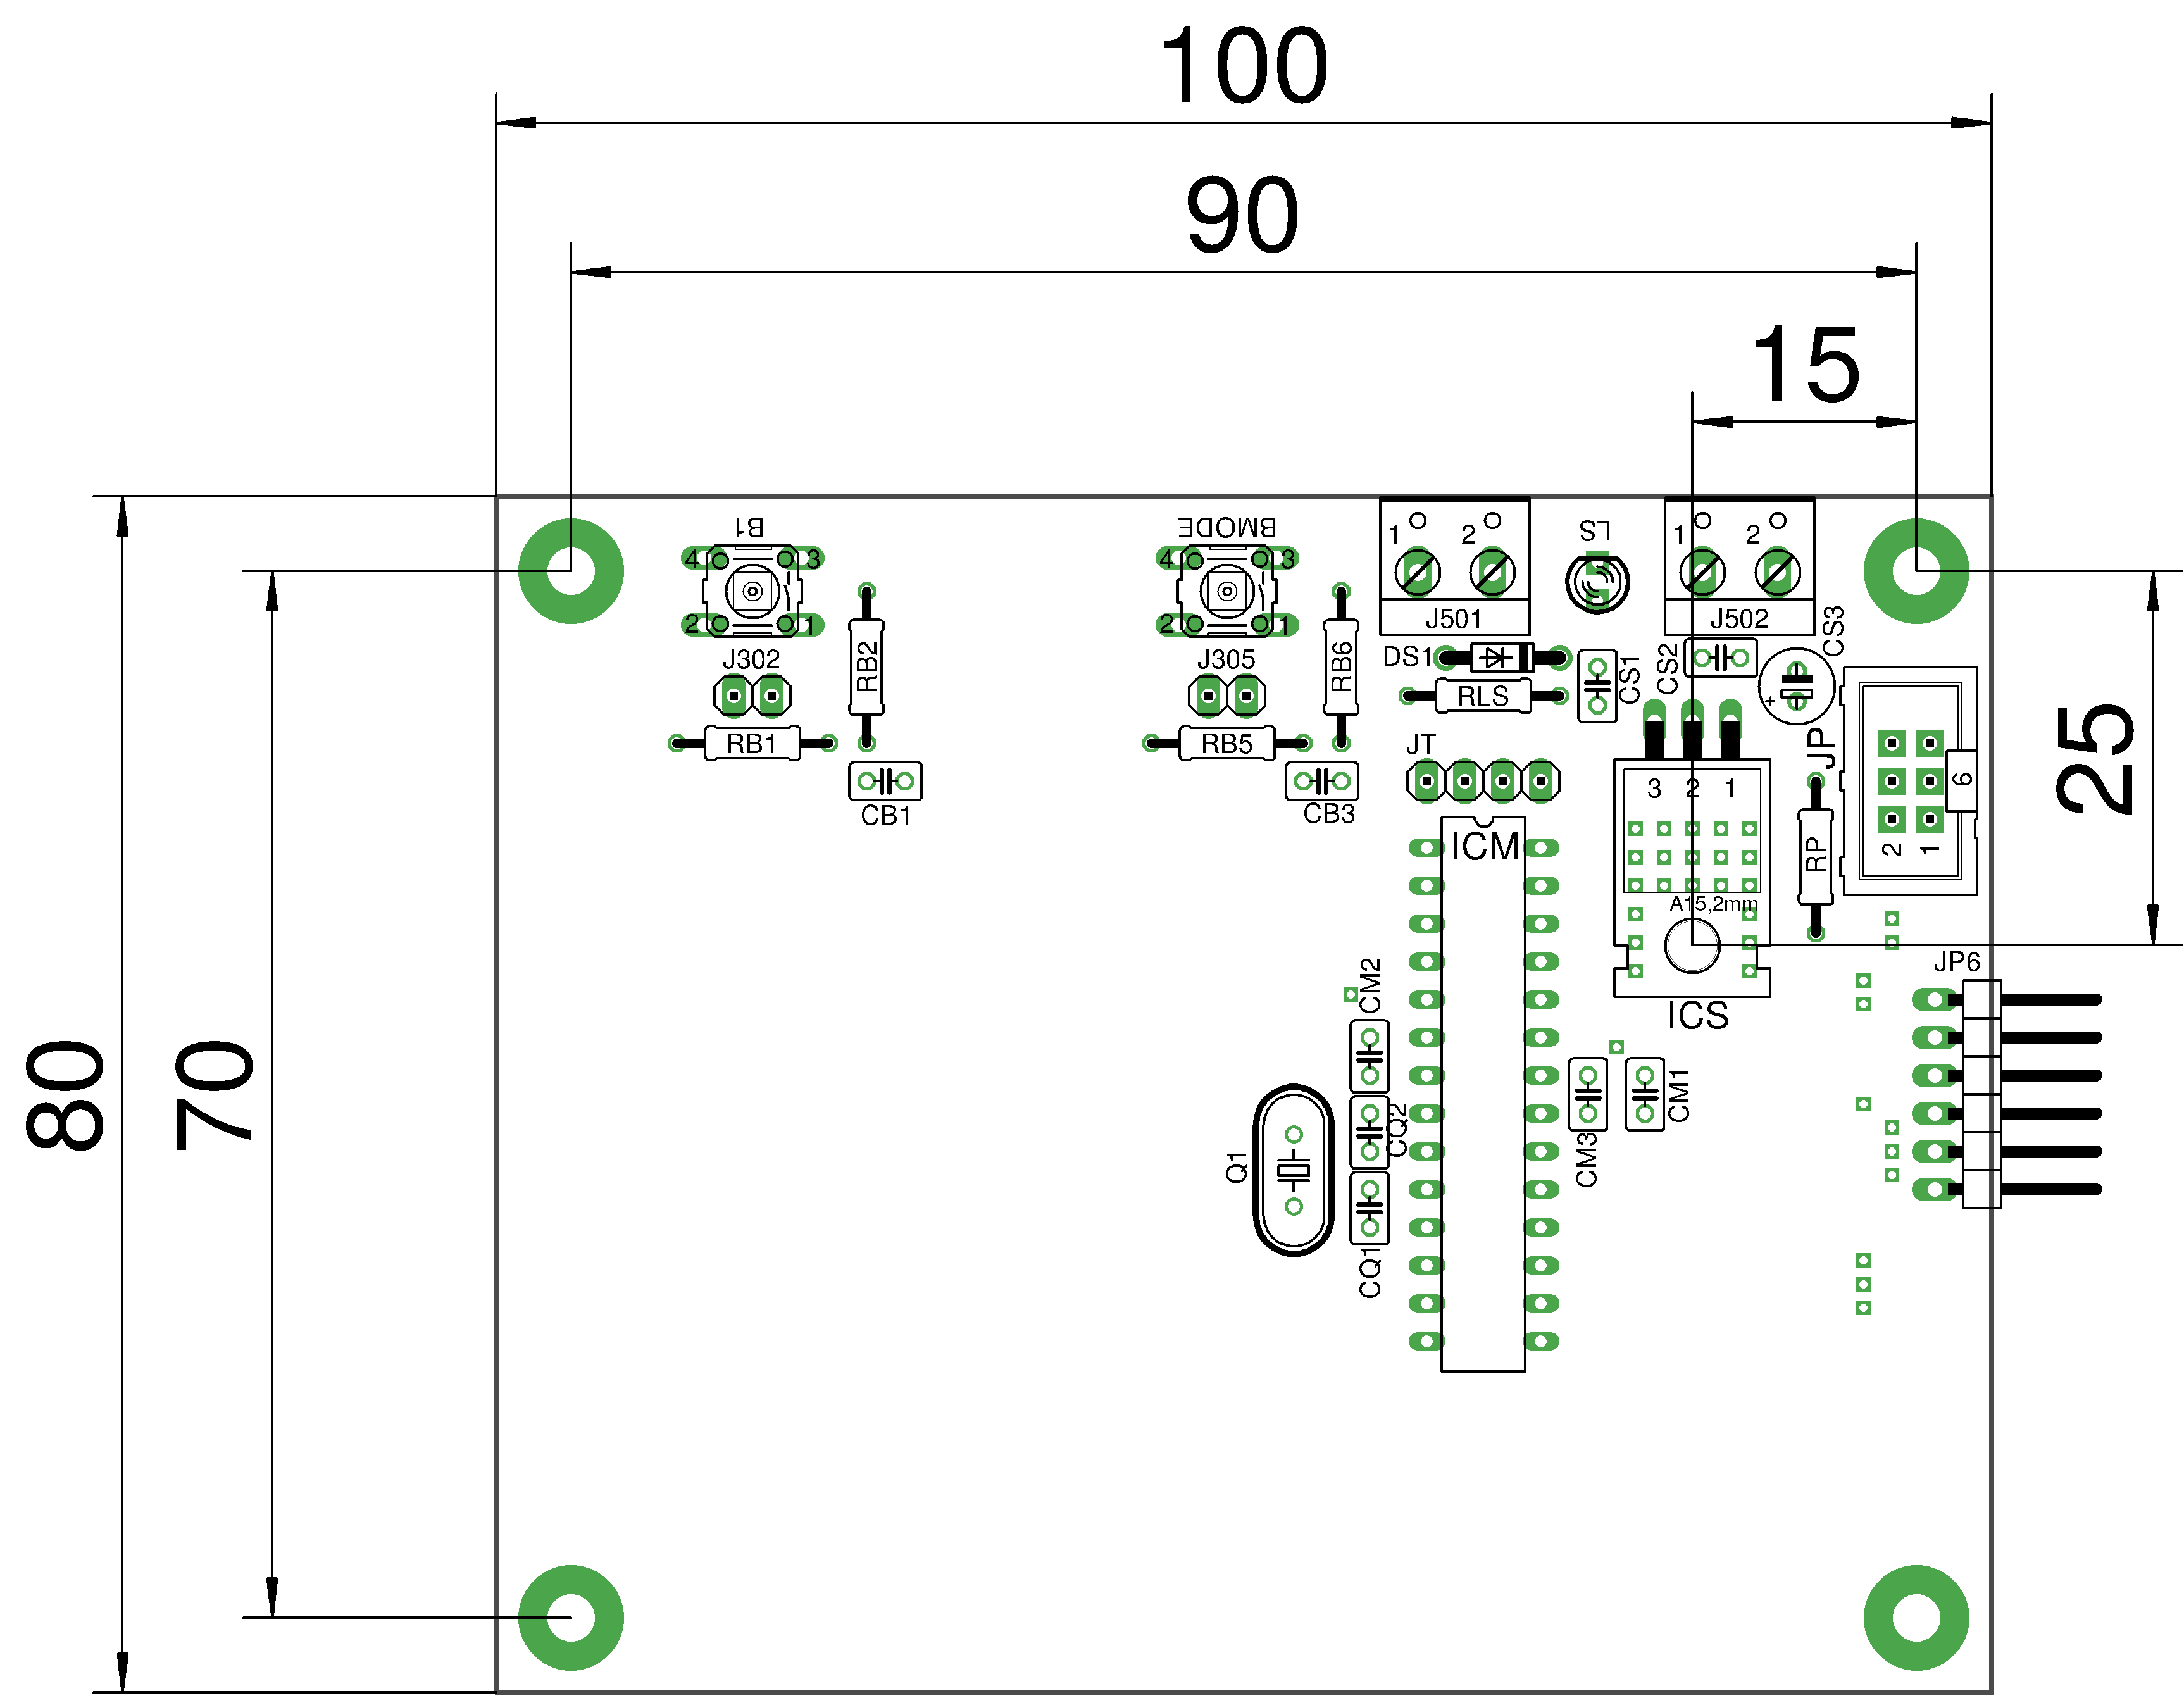 100
90
15
B1
BMODE
LS
1 2
1 2
4 3
2 1
4 3
2 1
J501
J502
CS3
J302
J305
RB2
RB6
DS1
CS1
CS2
RLS
RB1
RB5
JT
JP
25
CB1
CB3
3 2 1
6
2 1
ICM
RP
A15,2mm
JP6
CM2
ICS
80
70
CM1
CQ2
CM3
Q1
CQ1